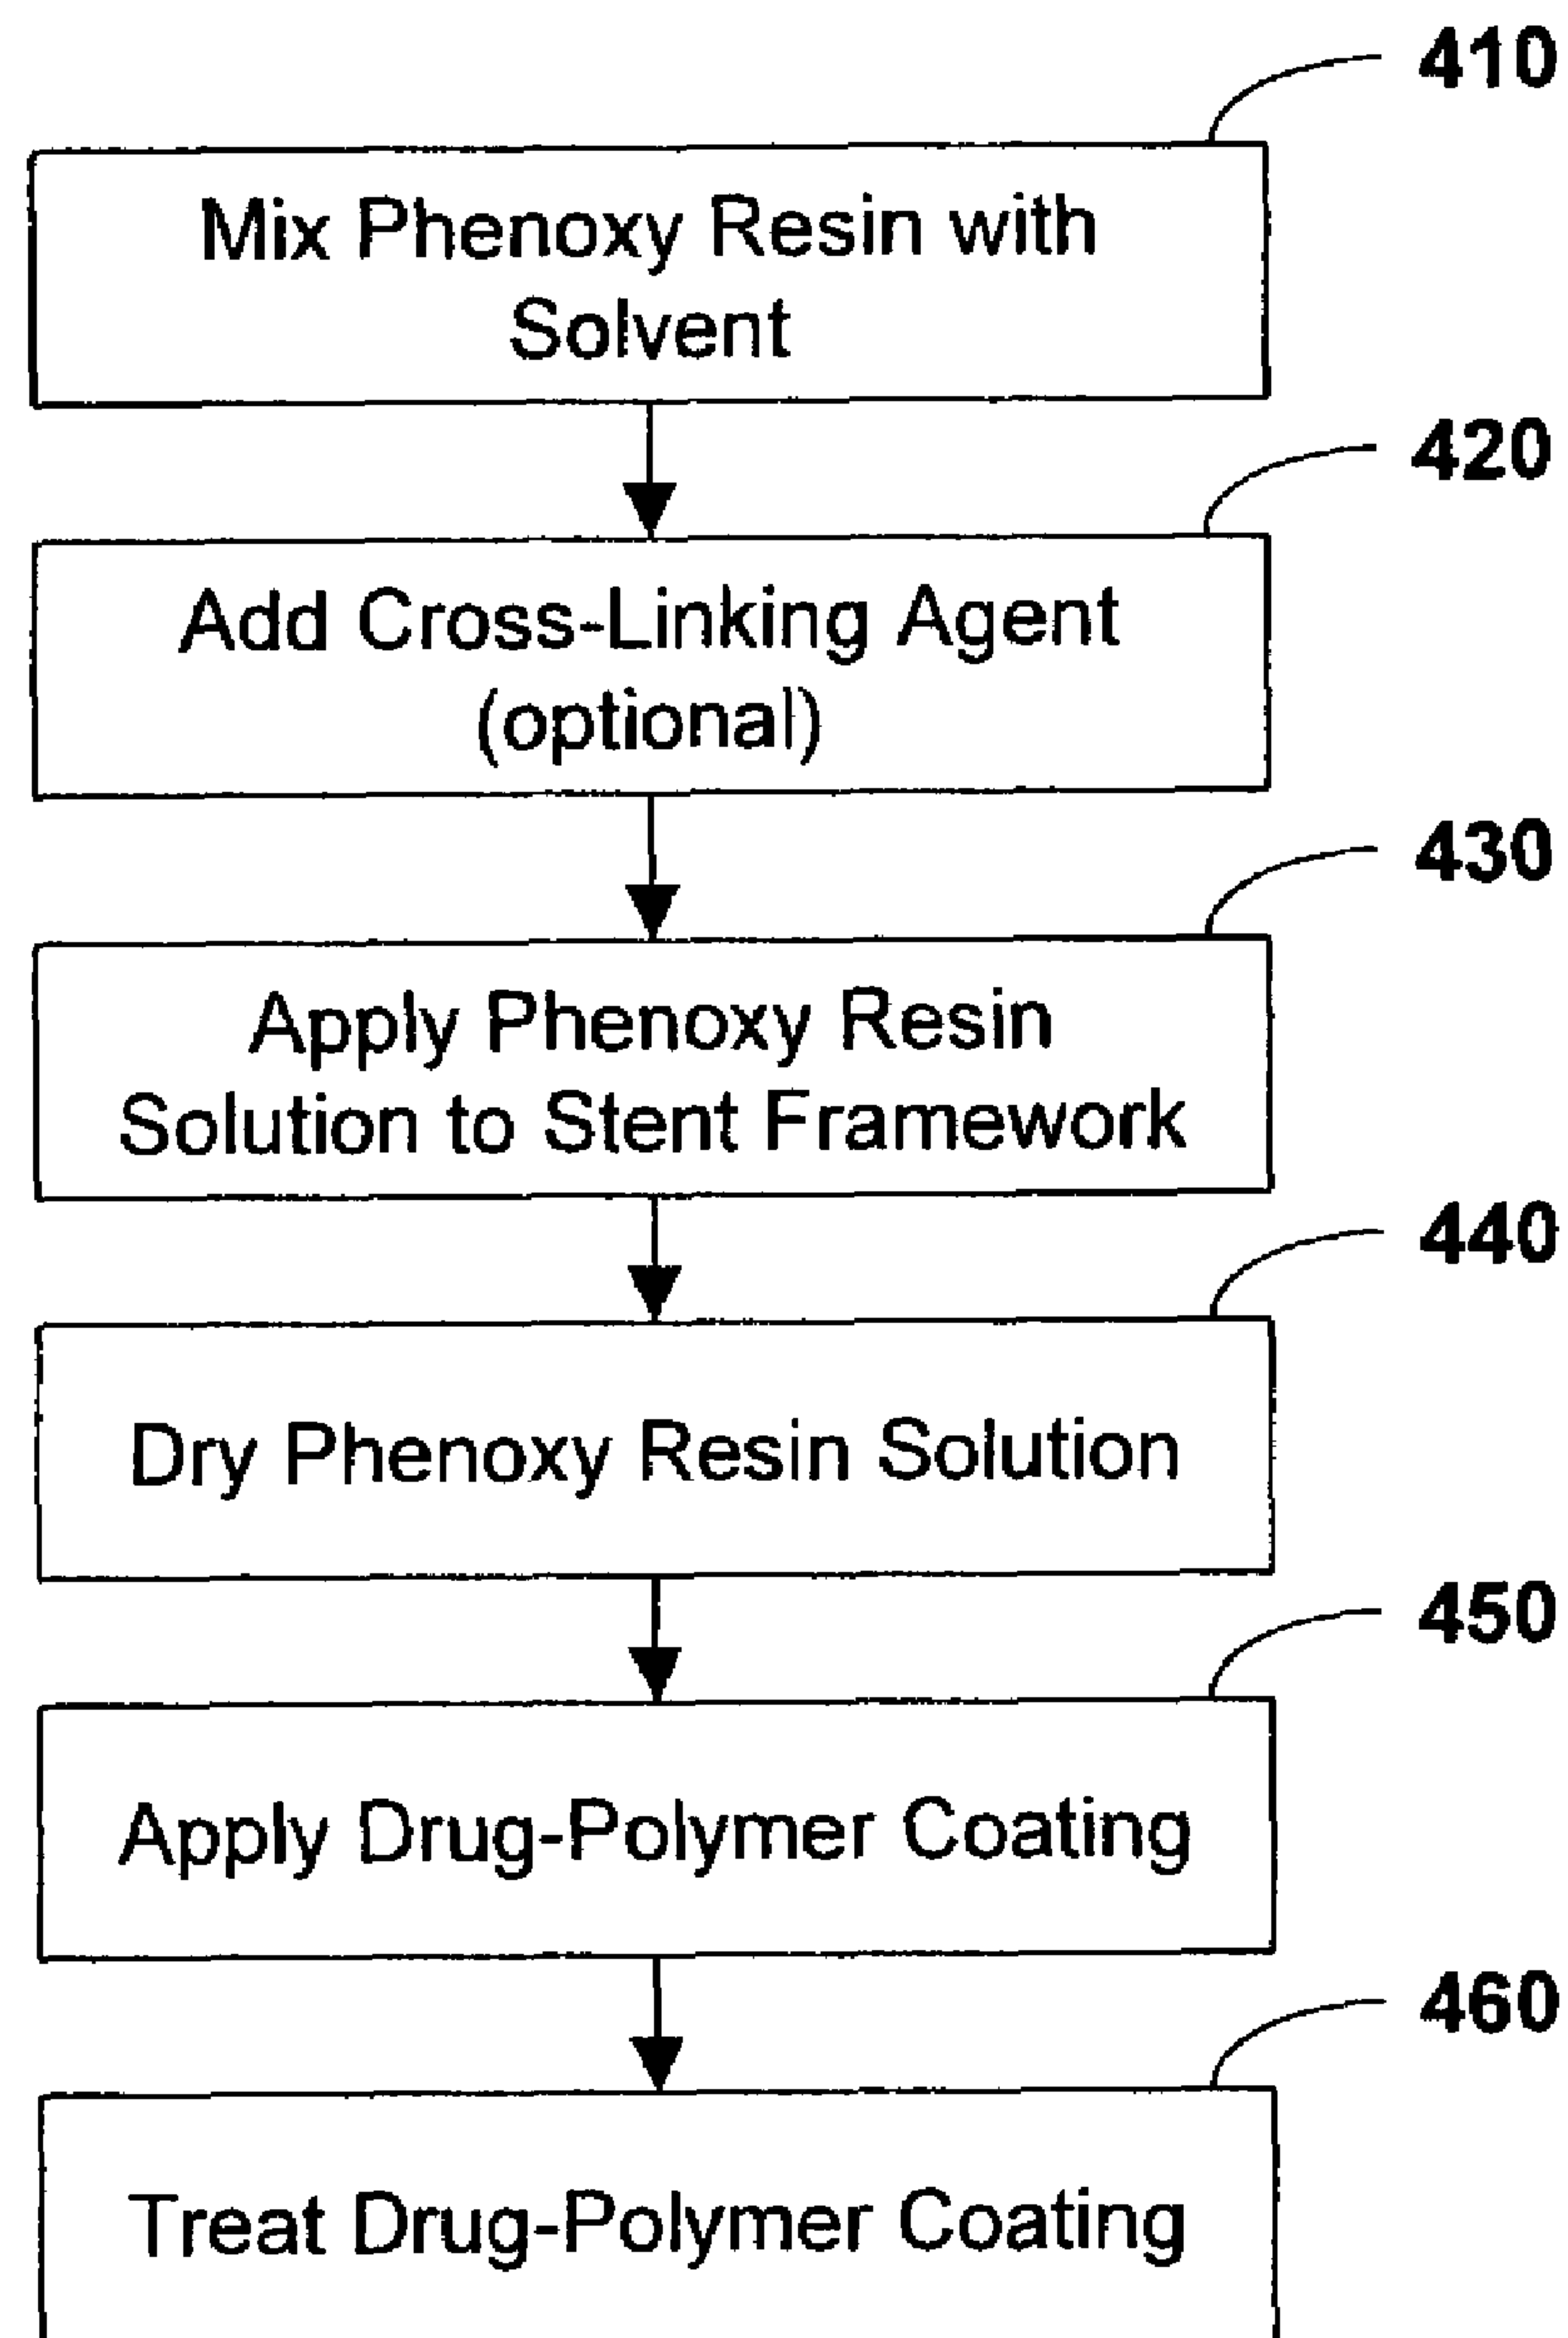 410
Mix Phenoxy Resin with
Solvent
420
Add Cross-Linking Agent
(optional)
430
Apply Phenoxy Resin
Solution to Stent Framework
440
Dry Phenoxy Resin Solution
450
Apply Drug-Polymer Coating
460
Treat Drug-Polymer Coating